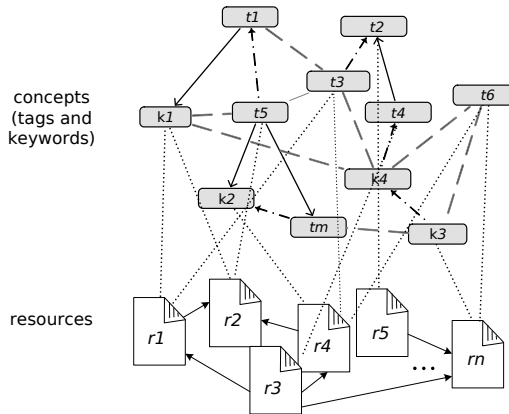 t1
t2
t3
t6
concepts
(tags and
keywords)
k1
t5
t4
k4
k2
tm
k3
resources
r1
r2
r4
r5
rn
r3
...